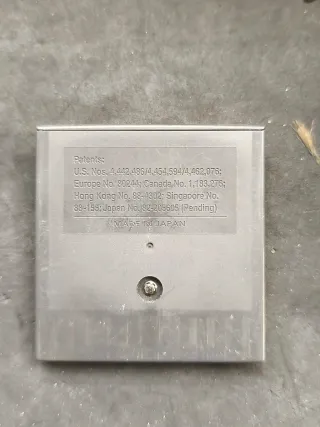 Patents:
U.S. Nos. 4,442,486/4,454,594/4,462,076;
Europe No. 80244; Canada No. 1,183,276;
Hong Kong No. 88-4302; Singapore No.
88-155; Japan No. 82-205605 (Pending)
MADE IN JAPAN